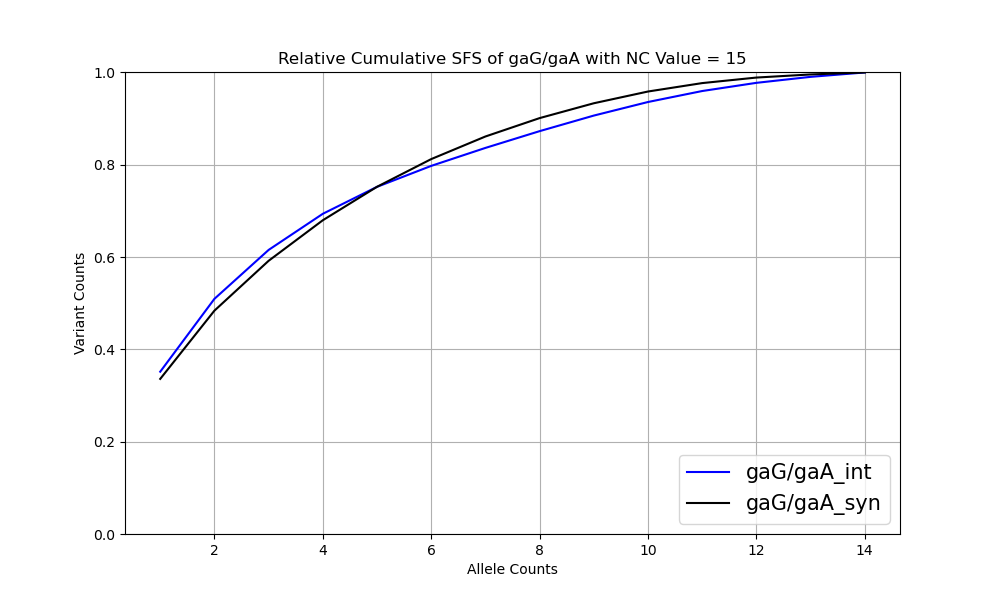 Relative Cumulative SFS of gaG/gaA with NC Value = 15
1.0
0.8
0.6
0.4
0.2
0.0
Variant Counts
2 4 6 8 10 12 14
Allele Counts
gaG/gaA_int
gaG/gaA_syn